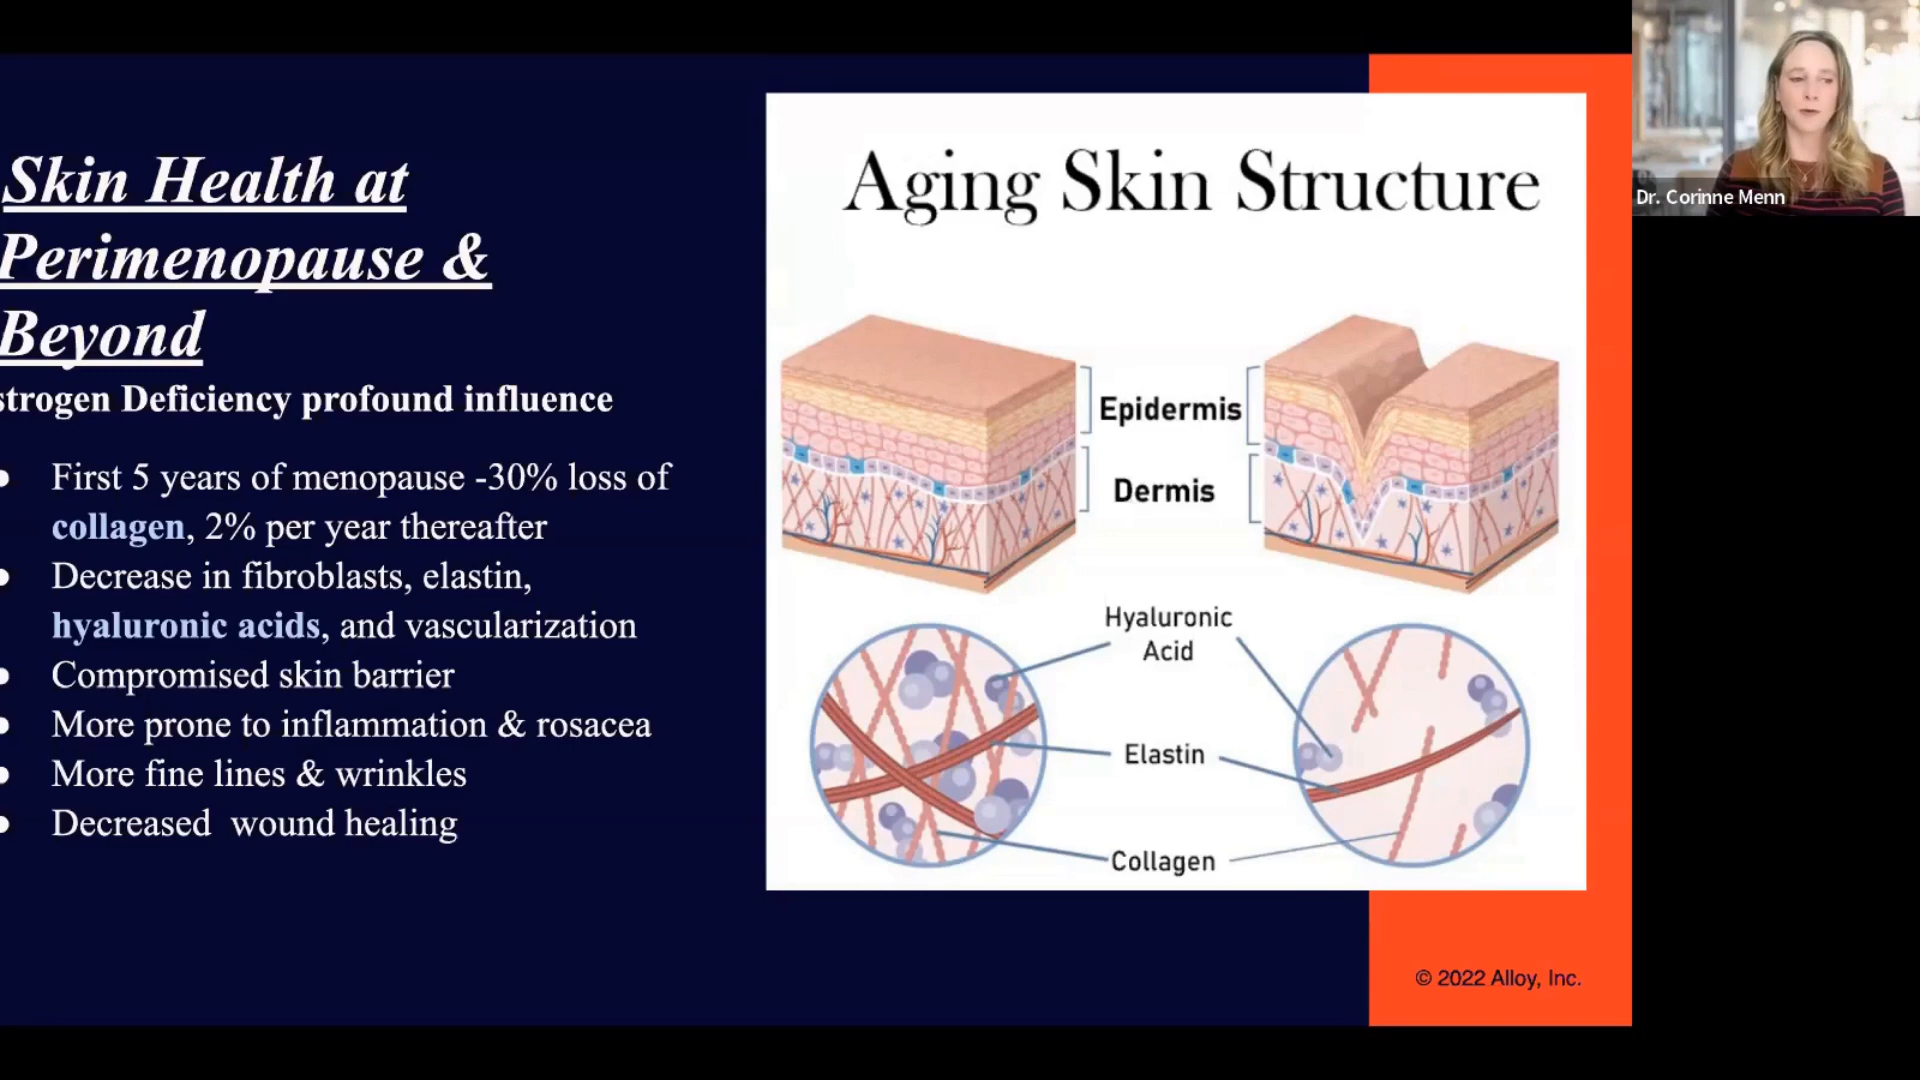 Skin Health at
Perimenopause &
Beyond
strogen Deficiency profound influence
● First 5 years of menopause -30% loss of
collagen, 2% per year thereafter
● Decrease in fibroblasts, elastin,
hyaluronic acids, and vascularization
● Compromised skin barrier
● More prone to inflammation & rosacea
● More fine lines & wrinkles
● Decreased wound healing
Aging Skin Structure
Epidermis
Dermis
Hyaluronic
Acid
Elastin
Collagen
© 2022 Alloy, Inc.
Dr. Corinne Menn